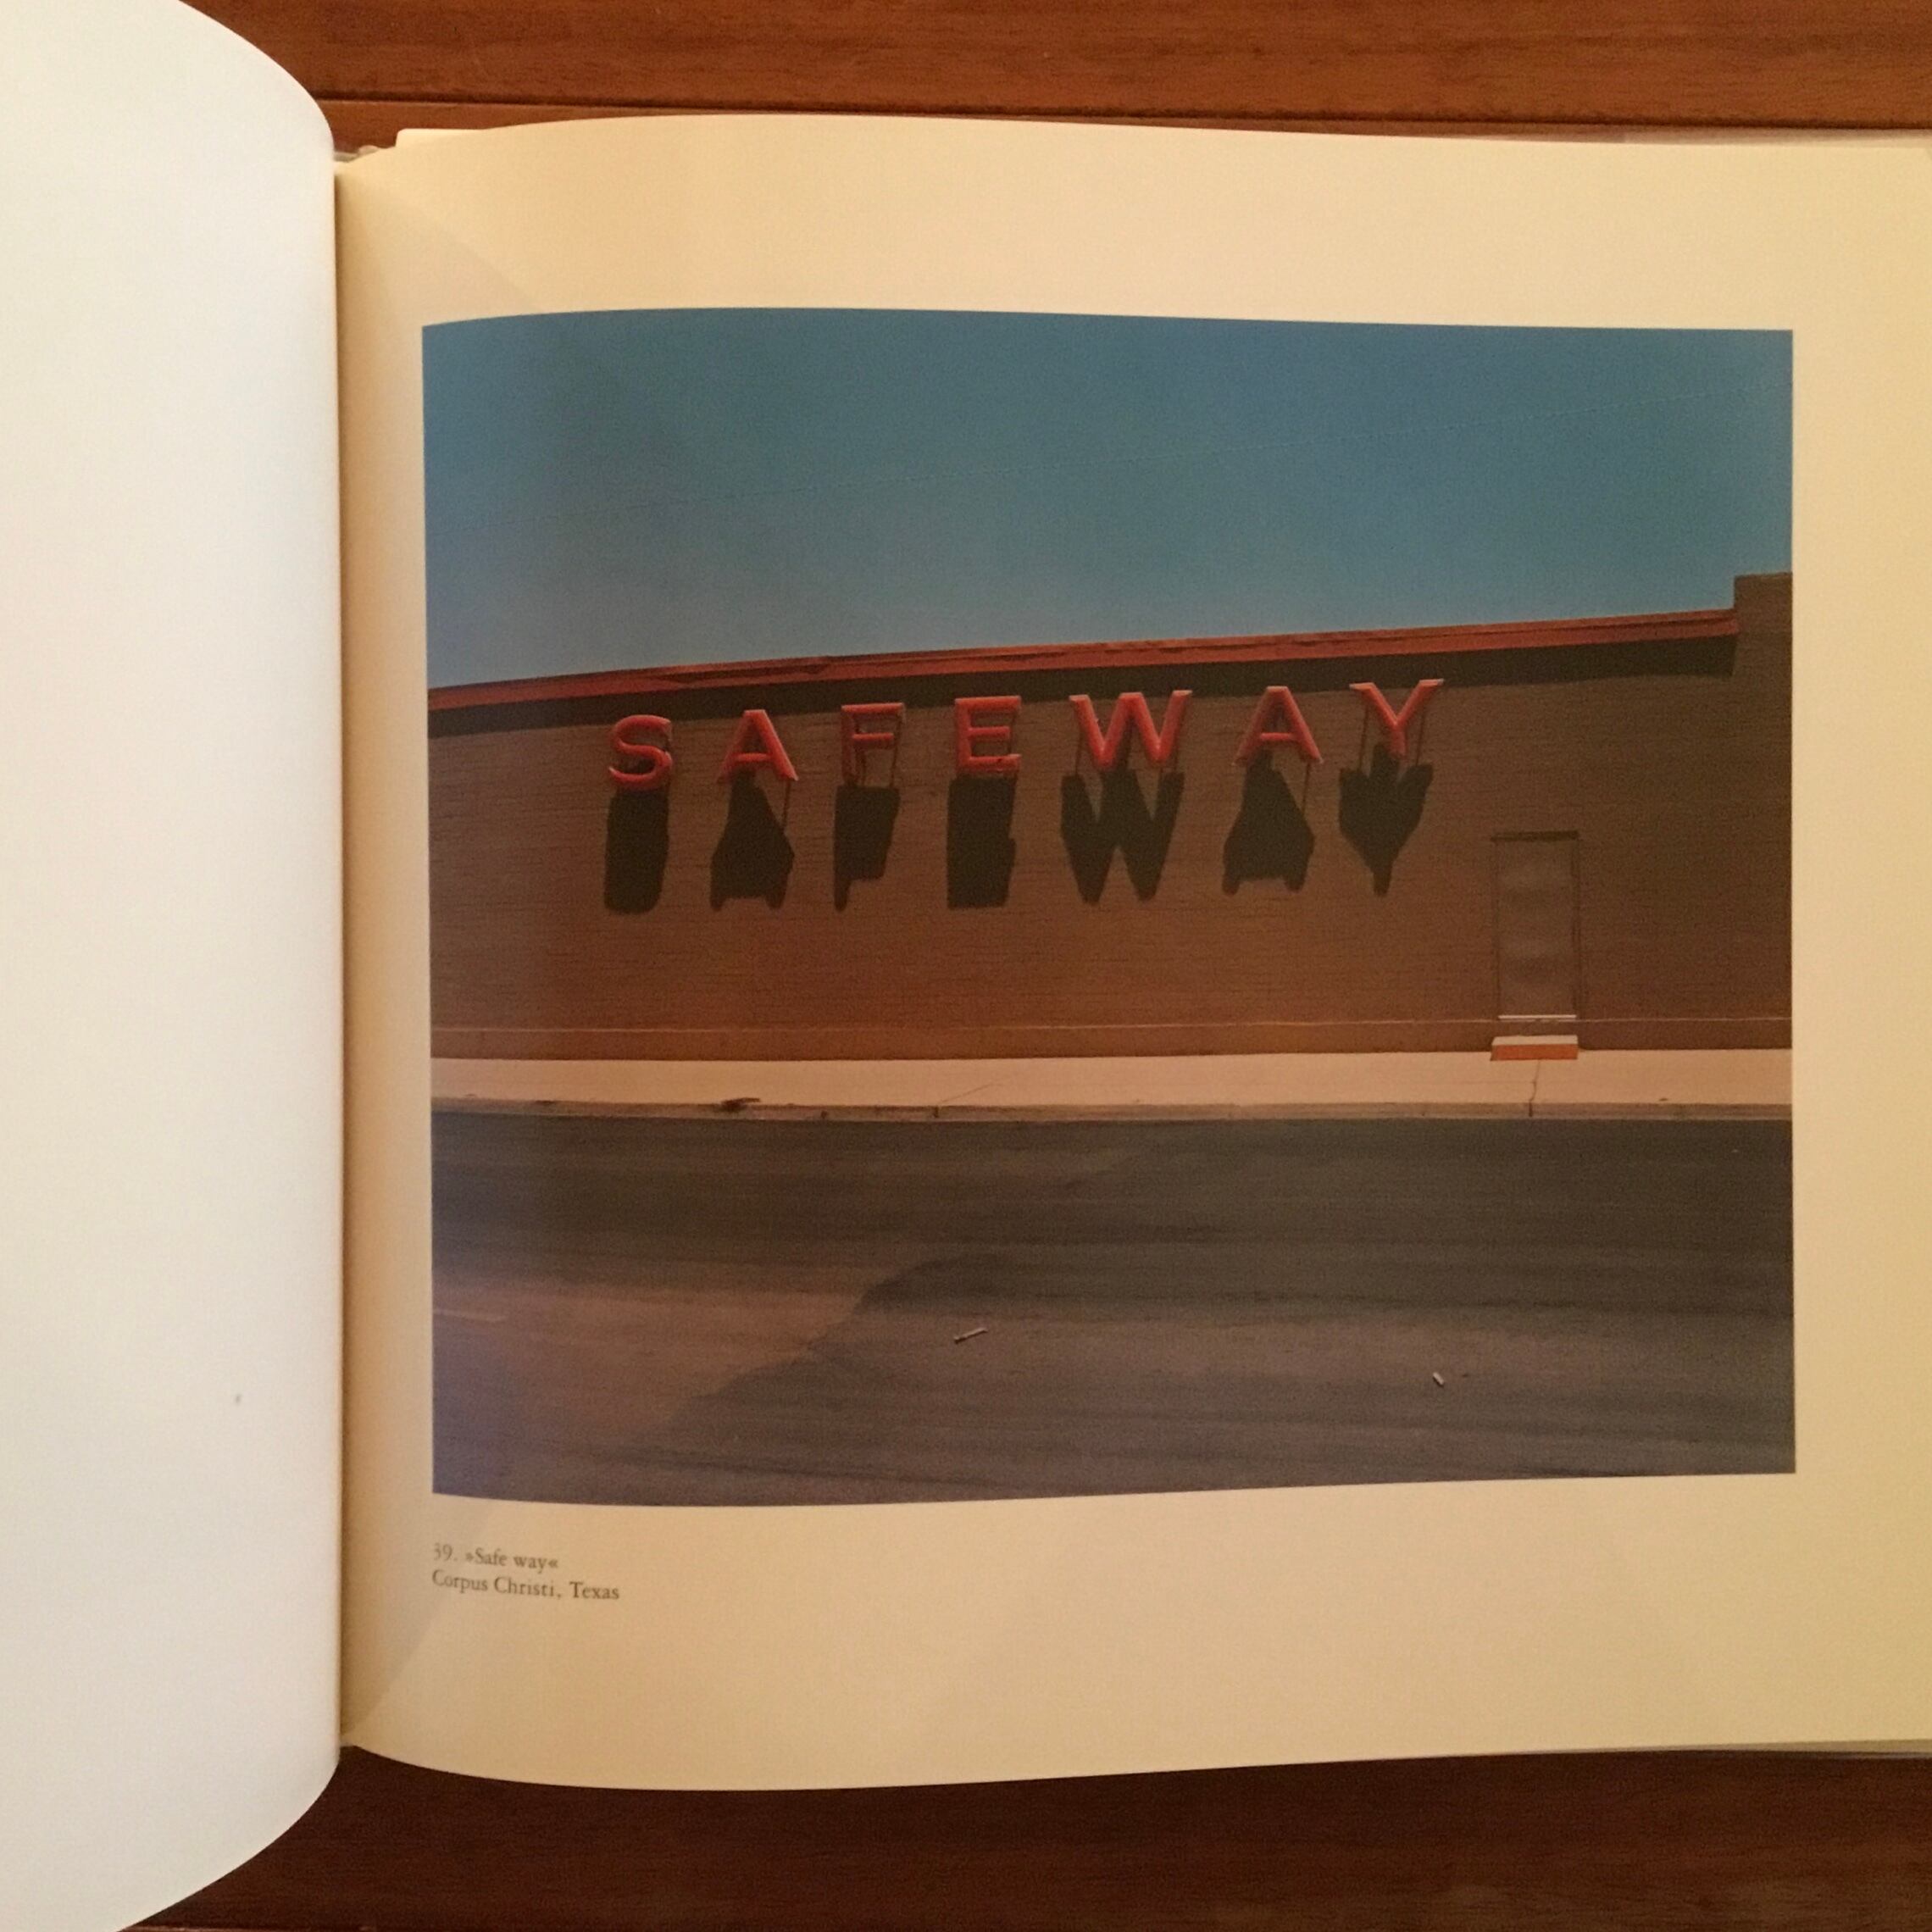 SAFEWAY
39. »Safe way«
Corpus Christi, Texas